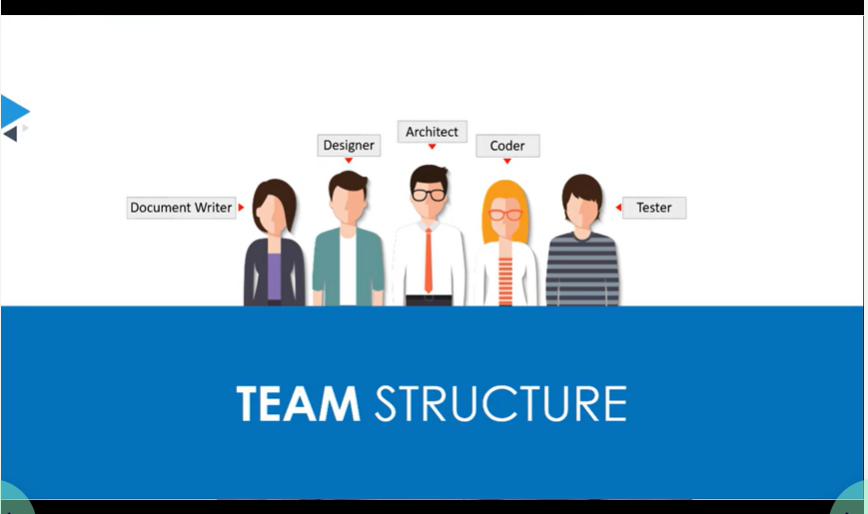 Architect
Designer
Coder
Document Writer
Tester
TEAM STRUCTURE